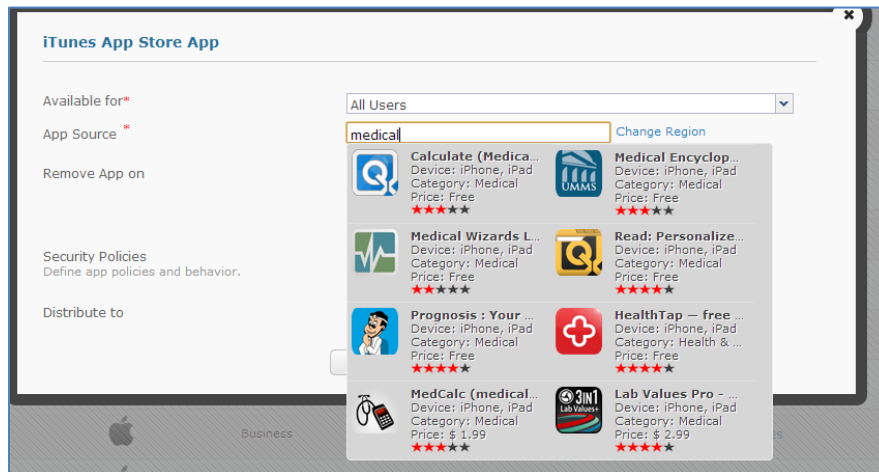 iTunes App Store App
Available for*
All Users
App Source *
medical
Change Region
Remove App on
Security Policies
Define app policies and behavior.
Distribute to
Calculate (Medica...
Device: iPhone, iPad
Category: Medical
Price: Free
Medical Encyclop...
Device: iPhone, iPad
Category: Medical
Price: Free
UMMS
Medical Wizards L...
Device: iPhone, iPad
Category: Medical
Price: Free
Read: Personalize...
Device: iPhone, iPad
Category: Medical
Price: Free
Prognosis : Your ...
Device: iPhone, iPad
Category: Medical
Price: Free
HealthTap — free ...
Device: iPhone, iPad
Category: Health & ...
Price: Free
MedCalc (medical...
Device: iPhone, iPad
Category: Medical
Price: $ 1.99
3IN1
Lab Values+
Lab Values Pro - ...
Device: iPhone, iPad
Category: Medical
Price: $ 2.99
Business